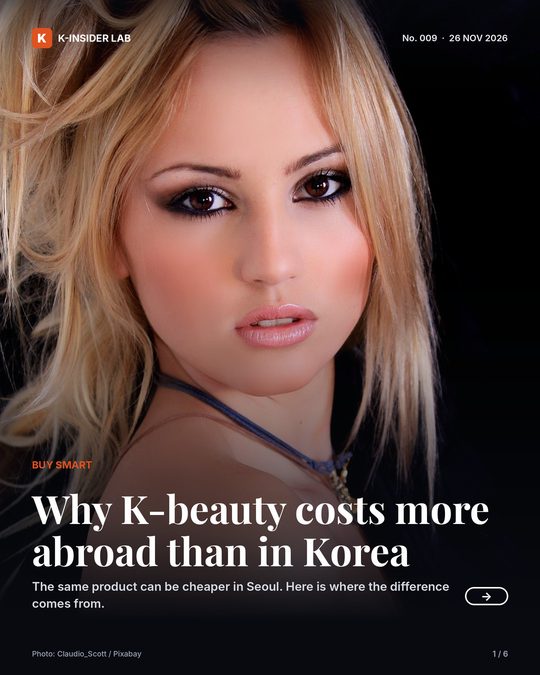 K K-INSIDER LAB
No. 009 · 26 NOV 2026
BUY SMART
Why K-beauty costs more
abroad than in Korea
The same product can be cheaper in Seoul. Here is where the difference
comes from.
Photo: Claudio_Scott / Pixabay
1 / 6